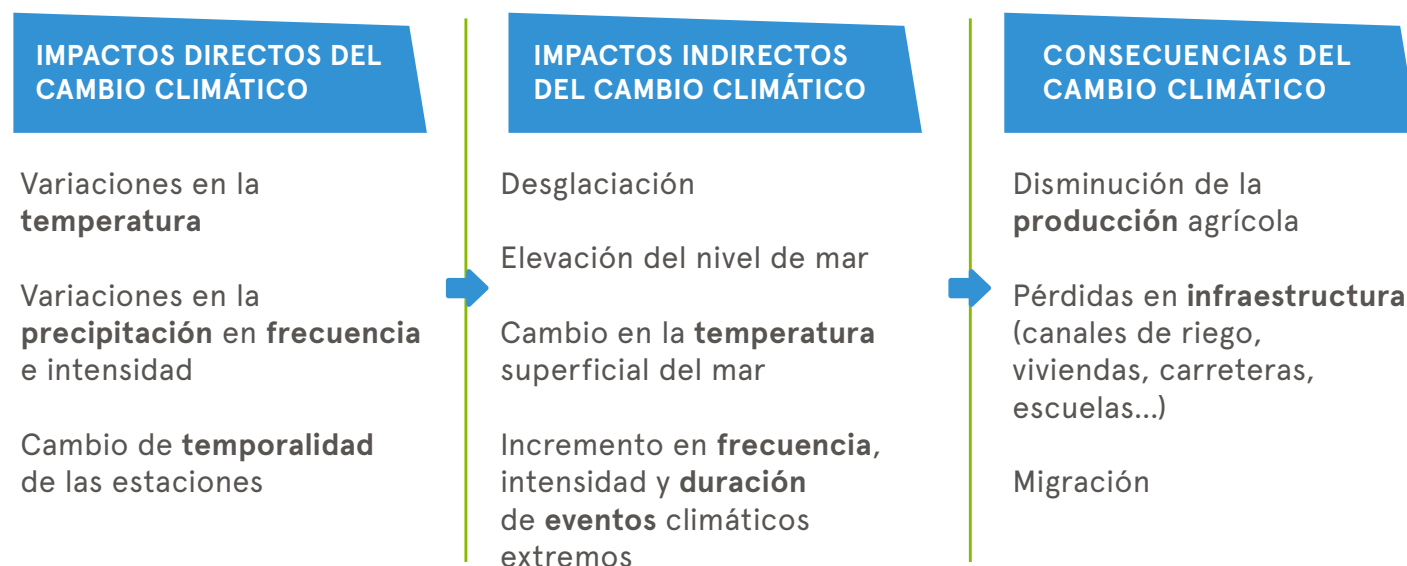 IMPACTOS DIRECTOS DEL
CAMBIO CLIMÁTICO
Variaciones en la
temperatura
Variaciones en la
precipitación en frecuencia
e intensidad
Cambio de temporalidad
de las estaciones
IMPACTOS INDIRECTOS
DEL CAMBIO CLIMÁTICO
Desglaciación
Elevación del nivel de mar
Cambio en la temperatura
superficial del mar
Incremento en frecuencia,
intensidad y duración
de eventos climáticos
extremos
CONSECUENCIAS DEL
CAMBIO CLIMÁTICO
Disminución de la
producción agrícola
Pérdidas en infraestructura
(canales de riego,
viviendas, carreteras,
escuelas...)
Migración